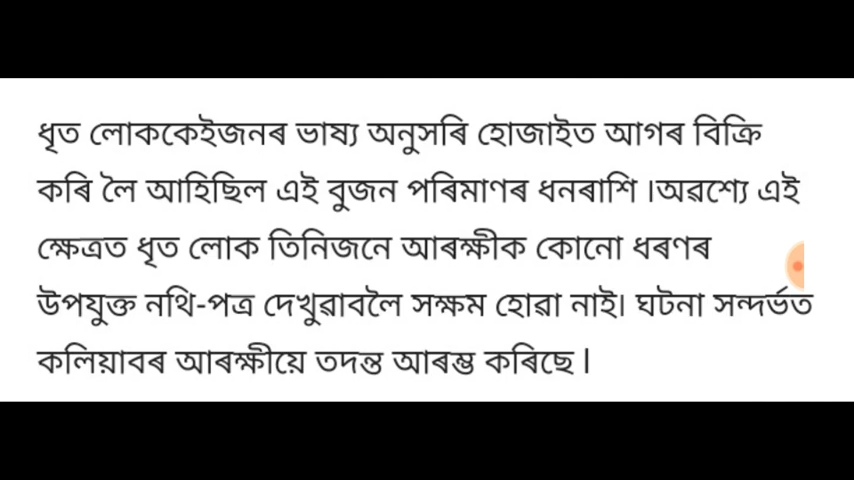 ধৃত লোককেইজনৰ ভাষ্য অনুসৰি হোজাইত আগৰ বিক্ৰি
কৰি লৈ আহিছিল এই বুজন পৰিমাণৰ ধনৰাশি ।অৱশ্যে এই
ক্ষেত্ৰত ধৃত লোক তিনিজনে আৰক্ষীক কোনো ধৰণৰ
উপযুক্ত নথি-পত্ৰ দেখুৱাবলৈ সক্ষম হোৱা নাই। ঘটনা সন্দৰ্ভত
কলিয়াবৰ আৰক্ষীয়ে তদন্ত আৰম্ভ কৰিছে l